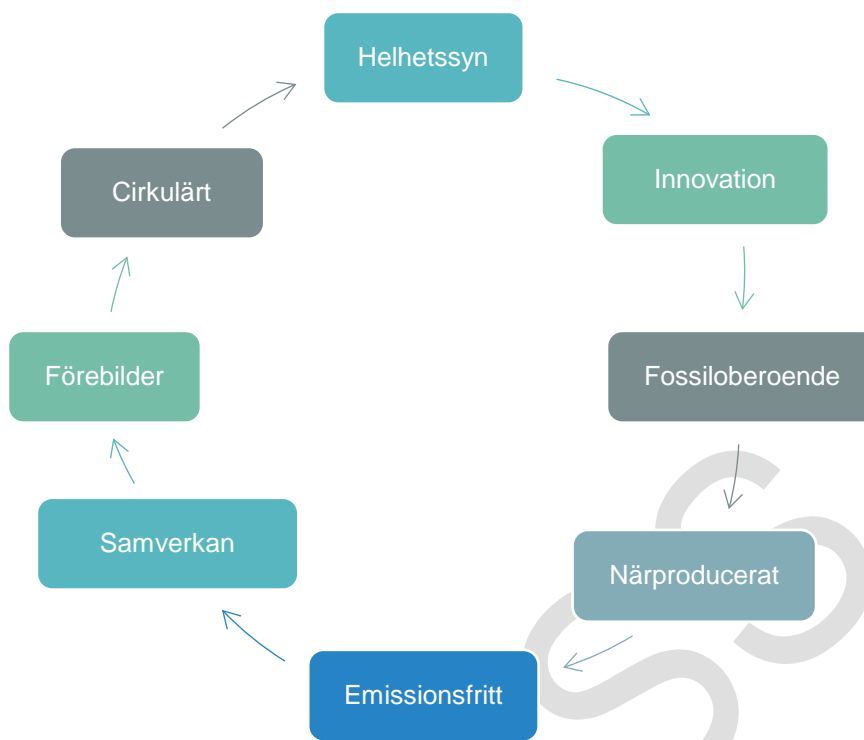 Helhetssyn
Innovation
Fossiloberoende
Närproducerat
Emissionsfritt
Samverkan
Förebilder
Cirkulärt